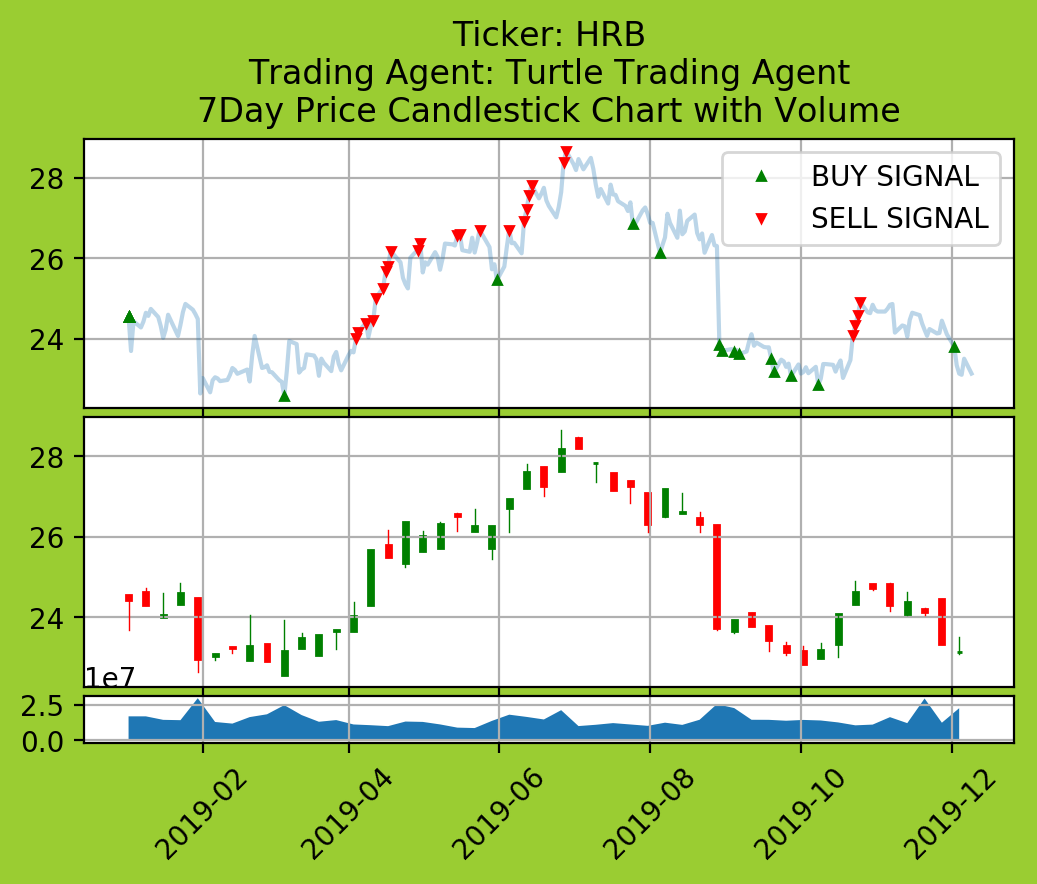 Ticker: HRB
Trading Agent: Turtle Trading Agent
7Day Price Candlestick Chart with Volume
BUY SIGNAL
SELL SIGNAL
28
26
24
28
26
24
1e7
2.5
0.0
2019-02
2019-04
2019-06
2019-08
2019-10
2019-12